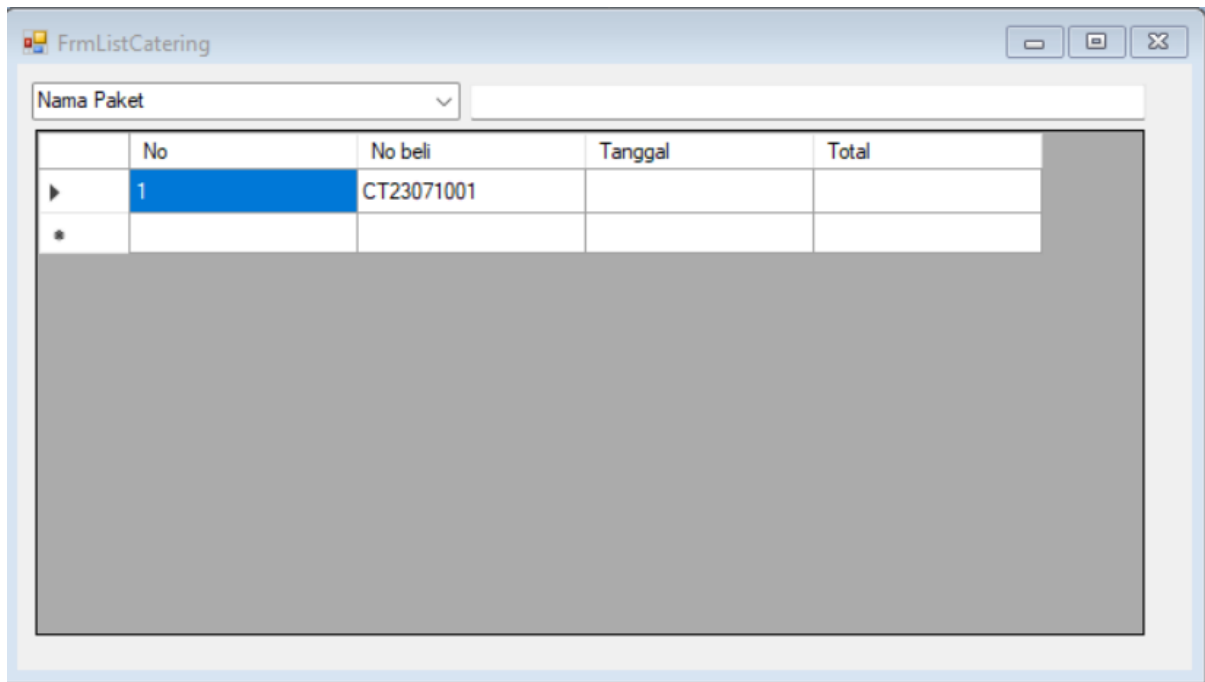 FrmListCatering
Nama Paket
No No beli Tanggal Total
1 CT23071001